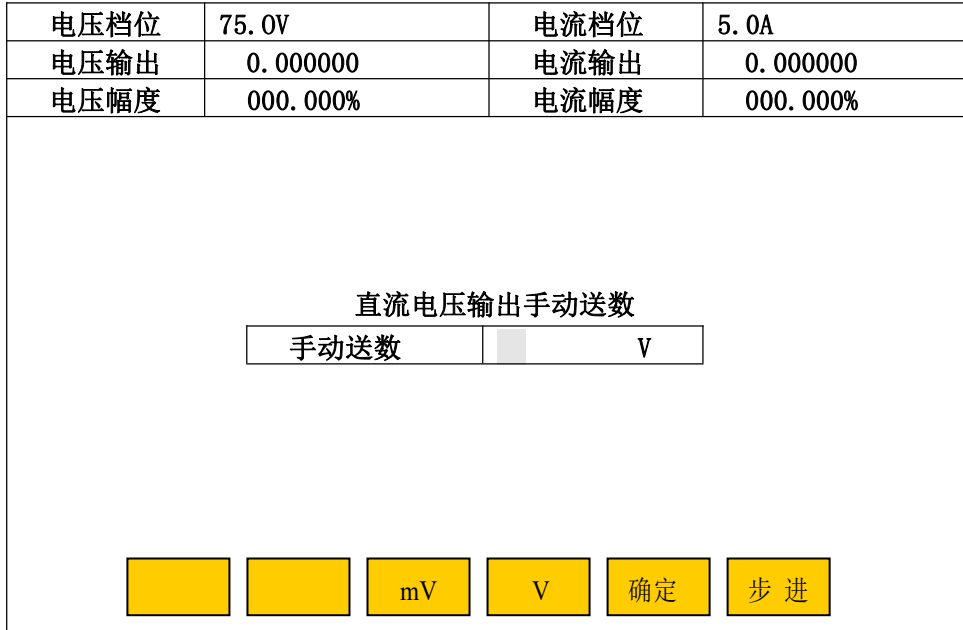 电压档位 75.0V 电流档位 5.0A
电压输出 0.000000 电流输出 0.000000
电压幅度 000.000% 电流幅度 000.000%
直流电压输出手动送数
手动送数 V
mV V 确定 步 进